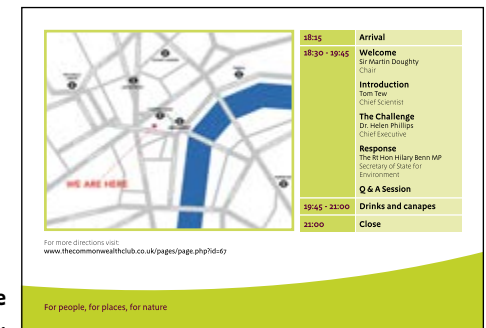 18:15 Arrival
18:30 - 19:45 Welcome
Sir Martin Doughty
Chair
Introduction
Tom Tew
Chief Scientist
The Challenge
Dr. Helen Phillips
Chief Executive
Response
The Rt Hon Hilary Benn MP
Secretary of State for
Environment
Q & A Session
19:45 - 21:00 Drinks and canapes
21:00 Close
WE ARE HERE
For more directions visit:
www.thecommonwealthclub.co.uk/pages/page.php?id=67
For people, for places, for nature